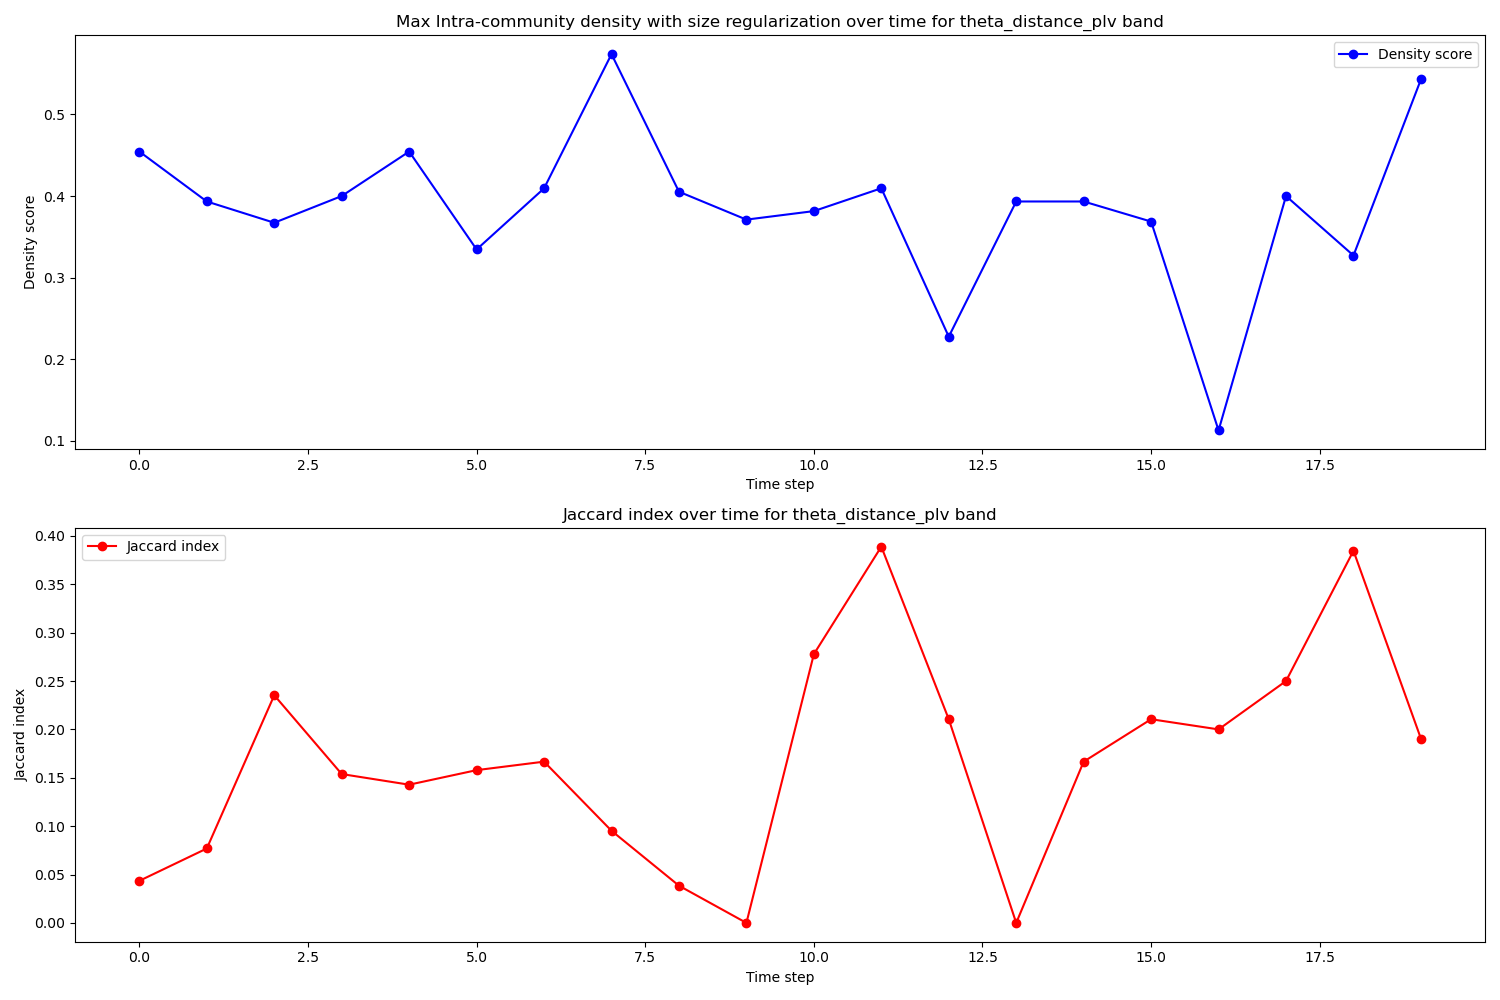 Max Intra-community density with size regularization over time for theta_distance_plv band
Density score
Density score
0.5
0.4
0.3
0.2
0.1
0.0 2.5 5.0 7.5 10.0 12.5 15.0 17.5
Time step
Jaccard index over time for theta_distance_plv band
Jaccard index
Jaccard index
0.40
0.35
0.30
0.25
0.20
0.15
0.10
0.05
0.00
0.0 2.5 5.0 7.5 10.0 12.5 15.0 17.5
Time step